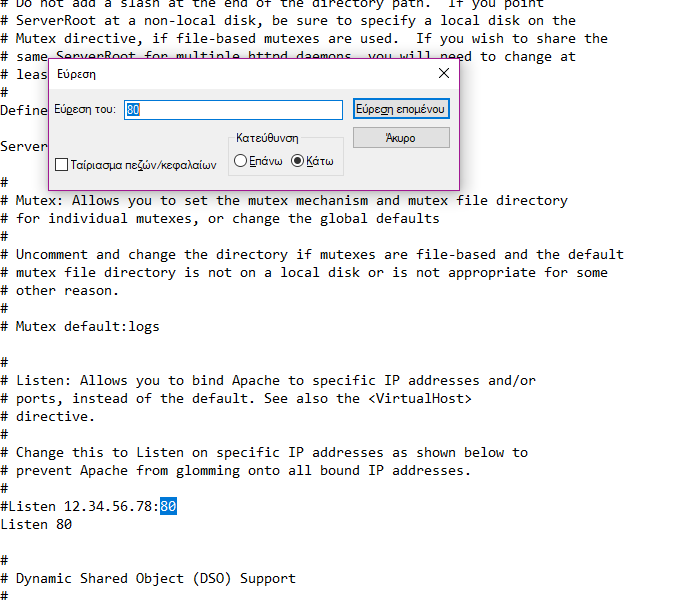 # Do not add a slash at the end of the directory path.  If you point
# ServerRoot at a non-local disk, be sure to specify a local disk on the
# Mutex directive, if file-based mutexes are used.  If you wish to share the
# same ServerRoot for multiple httpd daemons, you will need to change at
# leas
#
Define
Server
Εύρεση
Εύρεση του: 80
Εύρεση επομένου
Κατεύθυνση
Άκυρο
Επάνω Κάτω
Ταίριασμα πεζών/κεφαλαίων
#
# Mutex: Allows you to set the mutex mechanism and mutex file directory
# for individual mutexes, or change the global defaults
#
# Uncomment and change the directory if mutexes are file-based and the default
# mutex file directory is not on a local disk or is not appropriate for some
# other reason.
#
# Mutex default:logs
#
# Listen: Allows you to bind Apache to specific IP addresses and/or
# ports, instead of the default. See also the <VirtualHost>
# directive.
#
# Change this to Listen on specific IP addresses as shown below to
# prevent Apache from glomming onto all bound IP addresses.
#
#Listen 12.34.56.78:80
Listen 80
#
# Dynamic Shared Object (DSO) Support
#